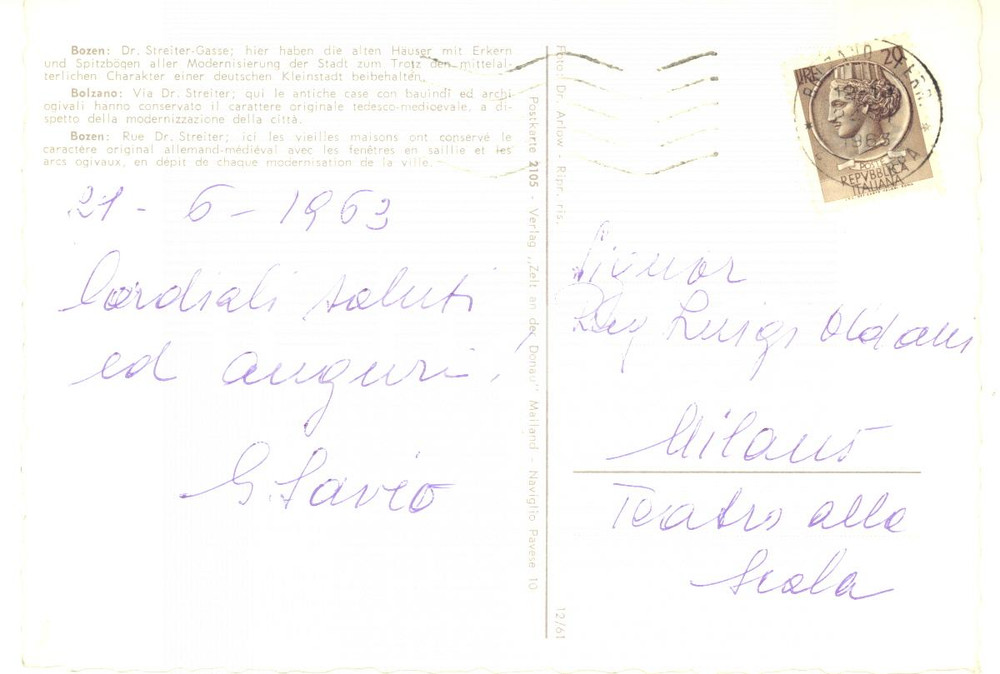 Bozen: Dr. Streiter-Gasse; hier haben die alten Häuser mit Erkern
und Spitzbögen aller Modernisierung der Stadt zum Trotz den mittelal-
terlichen Charakter einer deutschen Kleinstadt beibehalten.
Bolzano: Via Dr. Streiter; qui le antiche case con bauindi ed archi
ogivali hanno conservato il carattere originale tedesco-medioevale, a di-
spetto della modernizzazione della città.
Bozen: Rue Dr. Streiter; ici les vieilles maisons ont conservé le
caractère original allemand-médiéval avec les fenêtres en saillie et les
arcs ogivaux, en dépit de chaque modernisation de la ville.
21 - 6 - 1963
Cordiali saluti
ed auguri.
G. Savio
Postkarte 2105 - Verlag "Zelt an der Donau" Mailand - Naviglio Pavese 10
Foto: Dr. Arlow - Ripr. ris.
12/61
LIRE 20
1963
POSTE
REPVBBLICA
ITALIANA
Signor
Luigi Oldani
Milano
Teatro alla
Scala